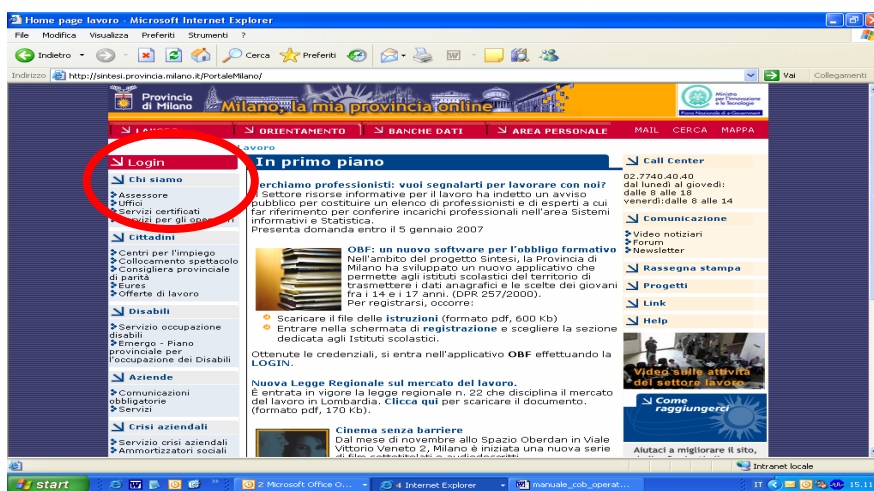 Home page lavoro - Microsoft Internet Explorer
File Modifica Visualizza Preferiti Strumenti ?
Indietro Cerca Preferiti
Indirizzo http://sintesi.provincia.milano.it/PortaleMilano/ Vai Collegamenti
Provincia di Milano
Milano, la mia provincia online
Ministro per l'Innovazione e le Tecnologie
ORIENTAMENTO BANCHE DATI AREA PERSONALE MAIL CERCA MAPPA
Login
Chi siamo
Assessore
Uffici
Servizi certificati
Servizi per gli operatori
Cittadini
Centri per l'impiego
Collocamento spettacolo
Consigliera provinciale
di parità
Eures
Offerte di lavoro
Disabili
Servizio occupazione
disabili
Emergo - Piano
provinciale per
l'occupazione dei Disabili
Aziende
Comunicazioni
obbligatorie
Servizi
Crisi aziendali
Servizio crisi aziendali
Ammortizzatori sociali
In primo piano
professionisti: vuoi segnalarti per lavorare con noi?
Settore risorse informative per il lavoro ha indetto un avviso
pubblico per costituire un elenco di professionisti e di esperti a cui
far riferimento per conferire incarichi professionali nell'area Sistemi
informativi e Statistica.
Presenta domanda entro il 5 gennaio 2007
OBF: un nuovo software per l'obbligo formativo
Nell'ambito del progetto Sintesi, la Provincia di
Milano ha sviluppato un nuovo applicativo che
permette agli istituti scolastici del territorio di
trasmettere i dati anagrafici e le scelte dei giovani
fra i 14 e i 17 anni. (DPR 257/2000).
Per registrarsi, occorre:
Scaricare il file delle istruzioni (formato pdf, 600 Kb)
Entrare nella schermata di registrazione e scegliere la sezione
dedicata agli Istituti scolastici.
Ottenute le credenziali, si entra nell'applicativo OBF effettuando la
LOGIN.
Nuova Legge Regionale sul mercato del lavoro.
È entrata in vigore la legge regionale n. 22 che disciplina il mercato
del lavoro in Lombardia. Clicca qui per scaricare il documento.
(formato pdf, 170 Kb).
Cinema senza barriere
Dal mese di novembre allo Spazio Oberdan in Viale
Vittorio Veneto 2, Milano è iniziata una nuova serie
Call Center
02.7740.40.40
dal lunedì al giovedì:
dalle 8 alle 18
venerdì:dalle 8 alle 14
Comunicazione
Video notiziari
Forum
Newsletter
Rassegna stampa
Progetti
Link
Help
Video sulle attività
del settore lavoro
Come
raggiungerci
Aiutaci a migliorare il sito,
Intranet locale
start 2 Microsoft Office O... 4 Internet Explorer manuale_cob_operat... IT 15.11